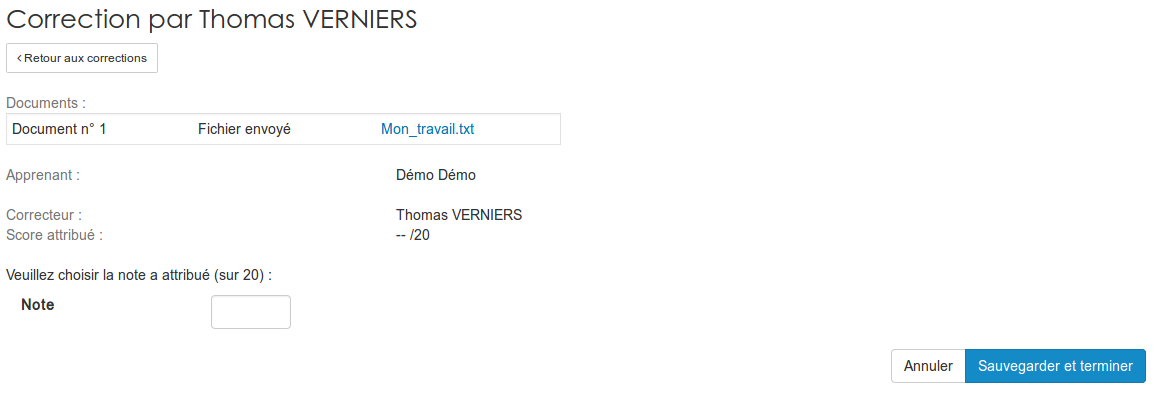 Correction par Thomas VERNIERS
‹ Retour aux corrections
Documents :
Document n° 1 Fichier envoyé Mon_travail.txt
Apprenant : Démo Démo
Correcteur : Thomas VERNIERS
Score attribué : -- /20
Veuillez choisir la note a attribué (sur 20) :
Note
Annuler Sauvegarder et terminer